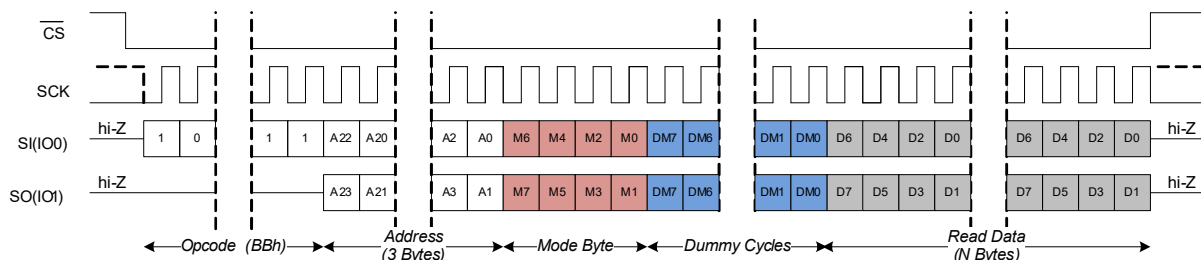 CS
SCK
hi-Z hi-Z
SI(IO0) 1 0 1 1 A22 A20 A2 A0 M6 M4 M2 M0 DM7 DM6 DM1 DM0 D6 D4 D2 D0 D6 D4 D2 D0
hi-Z hi-Z
SO(IO1) A23 A21 A3 A1 M7 M5 M3 M1 DM7 DM6 DM1 DM0 D7 D5 D3 D1 D7 D5 D3 D1
Opcode (BBh) Address Mode Byte Dummy Cycles Read Data
(3 Bytes) (N Bytes)